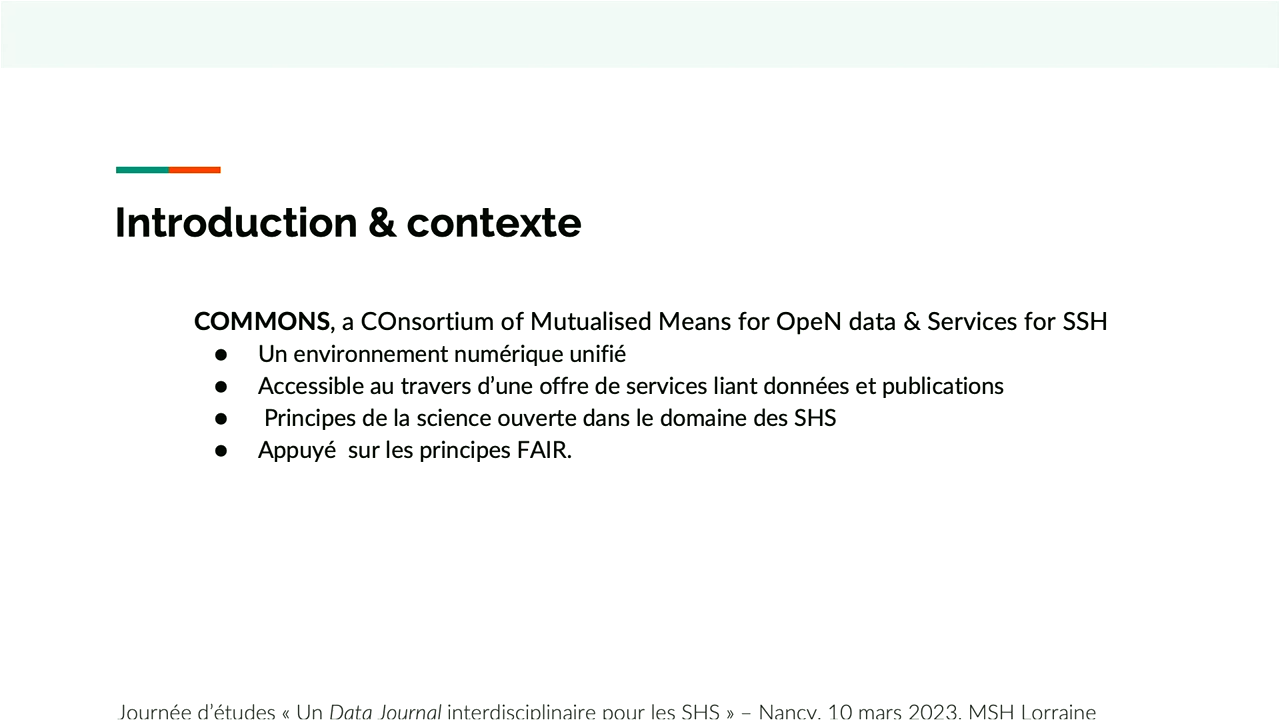 Introduction & contexte
COMMONS, a COnsortium of Mutualised Means for OpeN data & Services for SSH
● Un environnement numérique unifié
● Accessible au travers d’une offre de services liant données et publications
● Principes de la science ouverte dans le domaine des SHS
● Appuyé  sur les principes FAIR.
Journée d’études « Un Data Journal interdisciplinaire pour les SHS » – Nancy, 10 mars 2023, MSH Lorraine